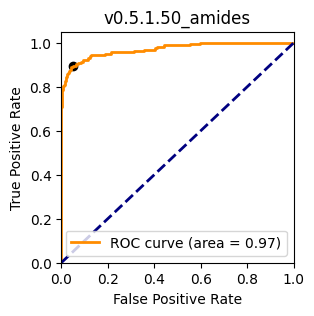 v0.5.1.50_amides
1.0
0.8
0.6
0.4
0.2
0.0
True Positive Rate
ROC curve (area = 0.97)
0.0 0.2 0.4 0.6 0.8 1.0
False Positive Rate